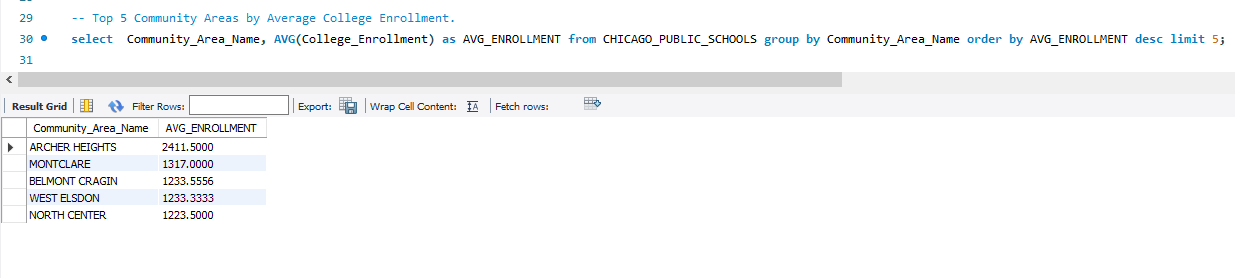 29 -- Top 5 Community Areas by Average College Enrollment.
30 select Community_Area_Name, AVG(College_Enrollment) as AVG_ENROLLMENT from CHICAGO_PUBLIC_SCHOOLS group by Community_Area_Name order by AVG_ENROLLMENT desc limit 5;
31
Result Grid Filter Rows: Export: Wrap Cell Content: Fetch rows:
Community_Area_Name AVG_ENROLLMENT
ARCHER HEIGHTS 2411.5000
MONTCLARE 1317.0000
BELMONT CRAGIN 1233.5556
WEST ELSDON 1233.3333
NORTH CENTER 1223.5000